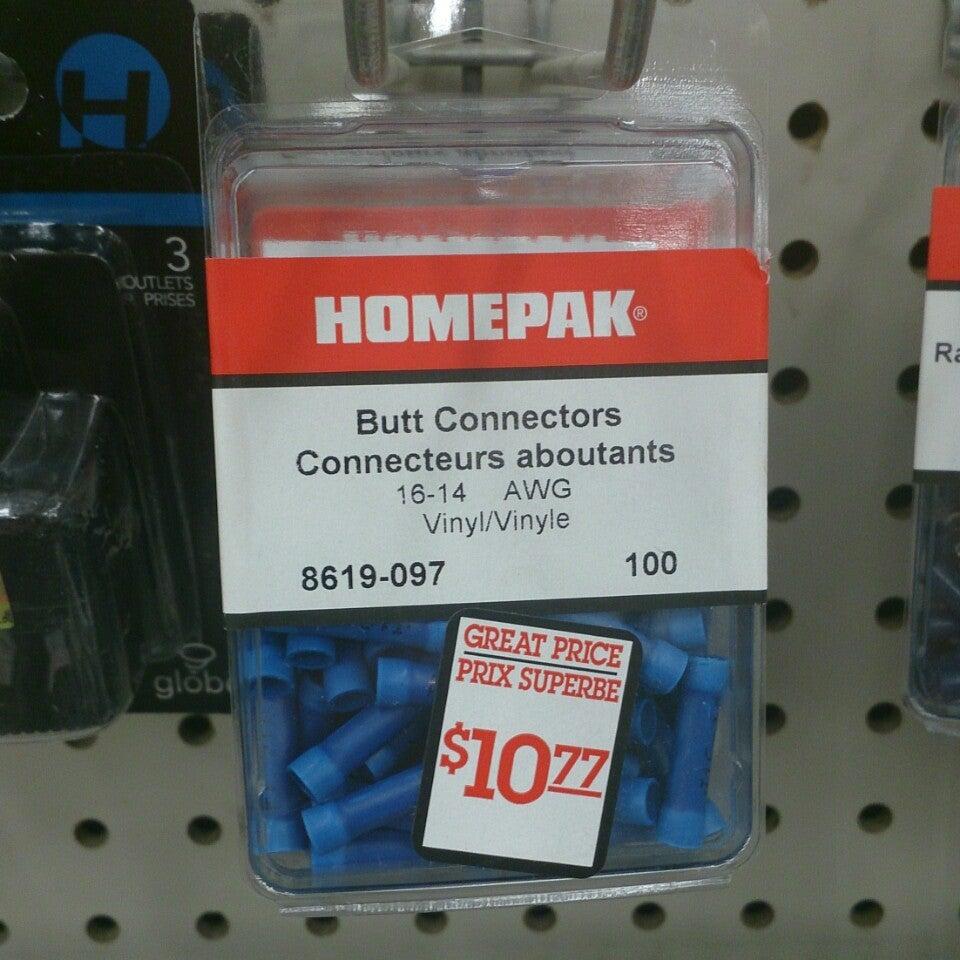 H
3
OUTLETS
PRISES
HOMEPAK®
Butt Connectors
Connecteurs aboutants
16-14 AWG
Vinyl/Vinyle
8619-097 100
GREAT PRICE
PRIX SUPERBE
$10.77